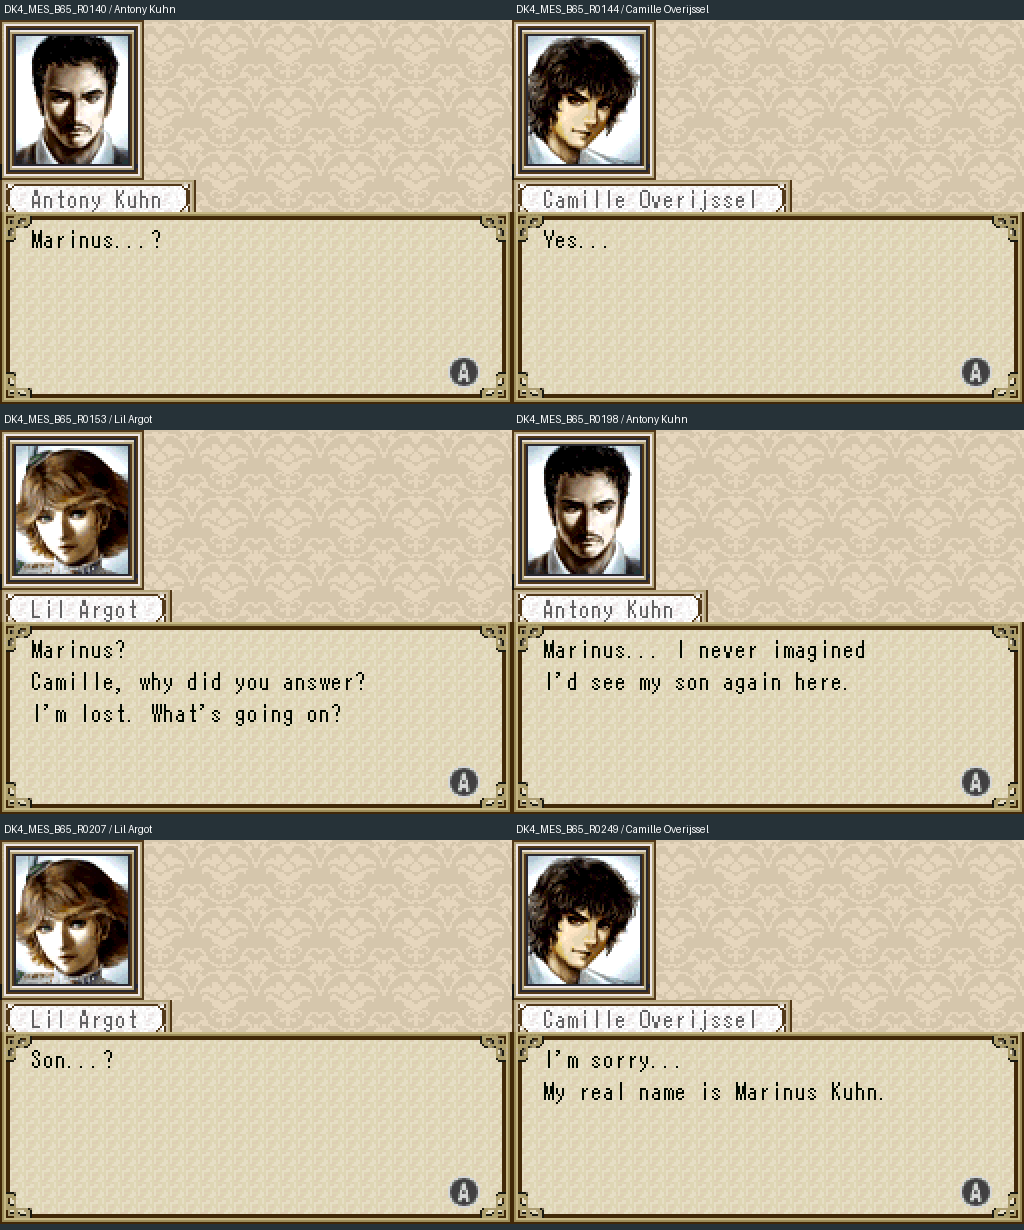 DK4_MES_B65_R0140 / Antony Kuhn
Antony Kuhn
Marinus...?
A
DK4_MES_B65_R0144 / Camille Overijssel
Camille Overijssel
Yes...
A
DK4_MES_B65_R0153 / Lil Argot
Lil Argot
Marinus?
Camille, why did you answer?
I'm lost. What's going on?
A
DK4_MES_B65_R0198 / Antony Kuhn
Antony Kuhn
Marinus... I never imagined
I'd see my son again here.
A
DK4_MES_B65_R0207 / Lil Argot
Lil Argot
Son...?
A
DK4_MES_B65_R0249 / Camille Overijssel
Camille Overijssel
I'm sorry...
My real name is Marinus Kuhn.
A